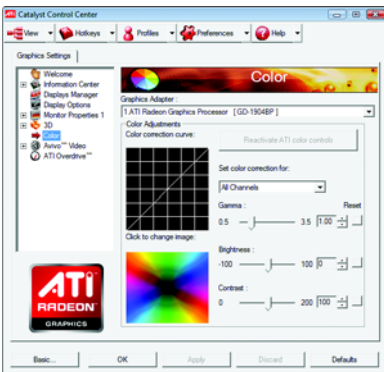 Catalyst Control Center
View Hotkeys Profiles Preferences Help
Graphics Settings
Welcome
Information Center
Displays Manager
Display Options
Monitor Properties 1
3D
Color
Avivo™ Video
ATI Overdrive™
Color
Graphics Adapter :
1.ATI Radeon Graphics Processor [ GD-1904BP ]
Color Adjustments
Color correction curve:
Reactivate ATI color controls
Set color correction for:
All Channels
Gamma : Reset
0.5 3.5 1.00
Click to change image:
Brightness :
-100 100 0
Contrast :
0 200 100
ATI
RADEON
GRAPHICS
Basic... OK Apply Discard Defaults